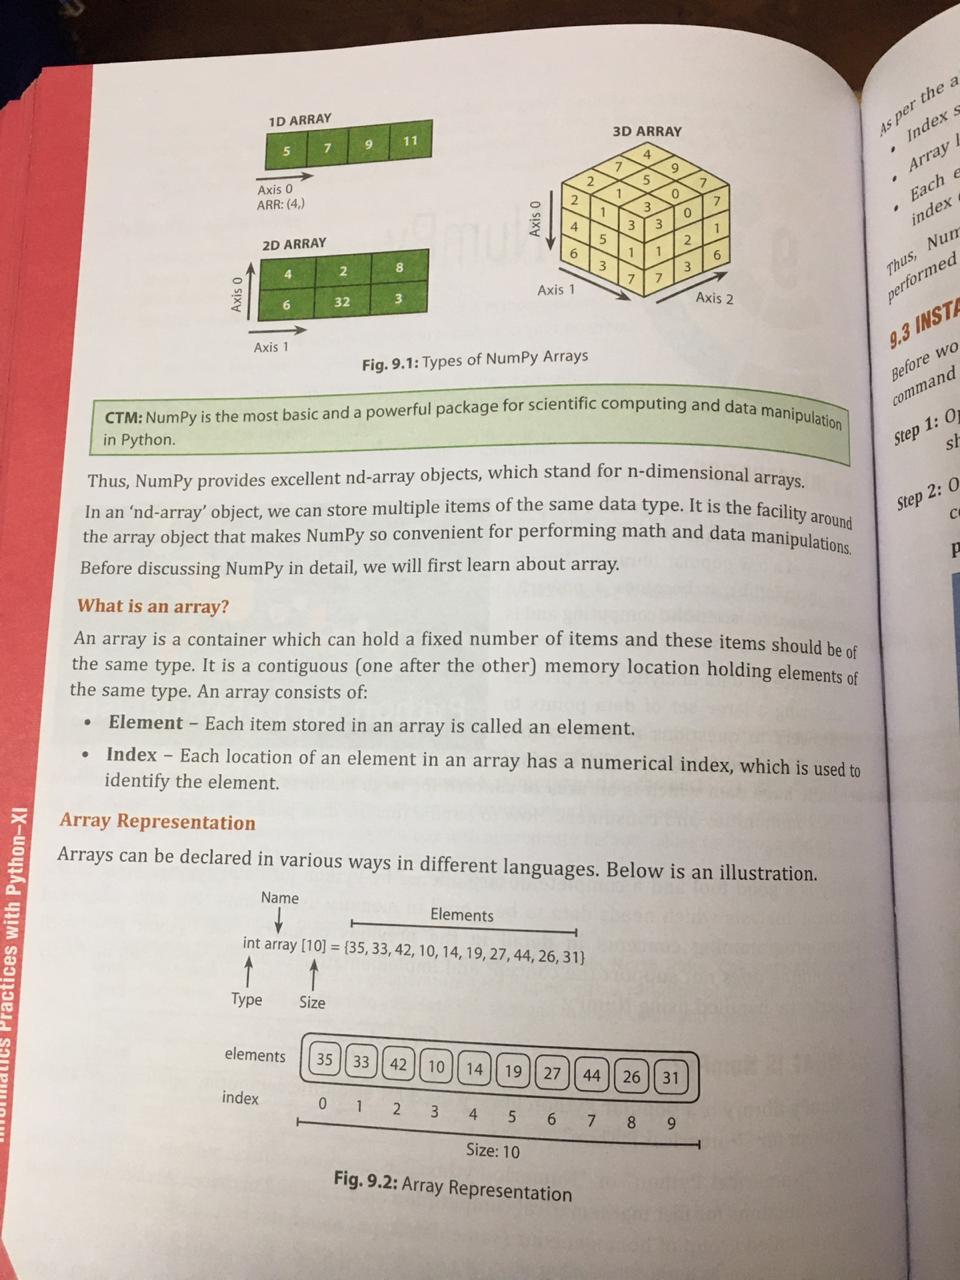 1D ARRAY
5 7 9 11
Axis 0
ARR: (4,)
2D ARRAY
Axis 0
4 2 8
6 32 3
Axis 1
3D ARRAY
4
7 9
2 5 7
1 0
3
2 1 3 3 0 7
4 5 1 1 2 1
6 3 7 7 3 6
Axis 0
Axis 1
Axis 2
Fig. 9.1: Types of NumPy Arrays
CTM: NumPy is the most basic and a powerful package for scientific computing and data manipulation
in Python.
Thus, NumPy provides excellent nd-array objects, which stand for n-dimensional arrays.
In an ‘nd-array’ object, we can store multiple items of the same data type. It is the facility around
the array object that makes NumPy so convenient for performing math and data manipulations.
Before discussing NumPy in detail, we will first learn about array.
What is an array?
An array is a container which can hold a fixed number of items and these items should be of
the same type. It is a contiguous (one after the other) memory location holding elements of
the same type. An array consists of:
• Element – Each item stored in an array is called an element.
• Index – Each location of an element in an array has a numerical index, which is used to
identify the element.
Array Representation
Arrays can be declared in various ways in different languages. Below is an illustration.
Name
Elements
int array [10] = {35, 33, 42, 10, 14, 19, 27, 44, 26, 31}
Type Size
elements 35 33 42 10 14 19 27 44 26 31
index 0 1 2 3 4 5 6 7 8 9
Size: 10
Fig. 9.2: Array Representation
Practices with Python–XI
As per the
• Index
• Array
• Each
index
Thus,
performed
9.3
Before
command
Step 1:
Step 2: